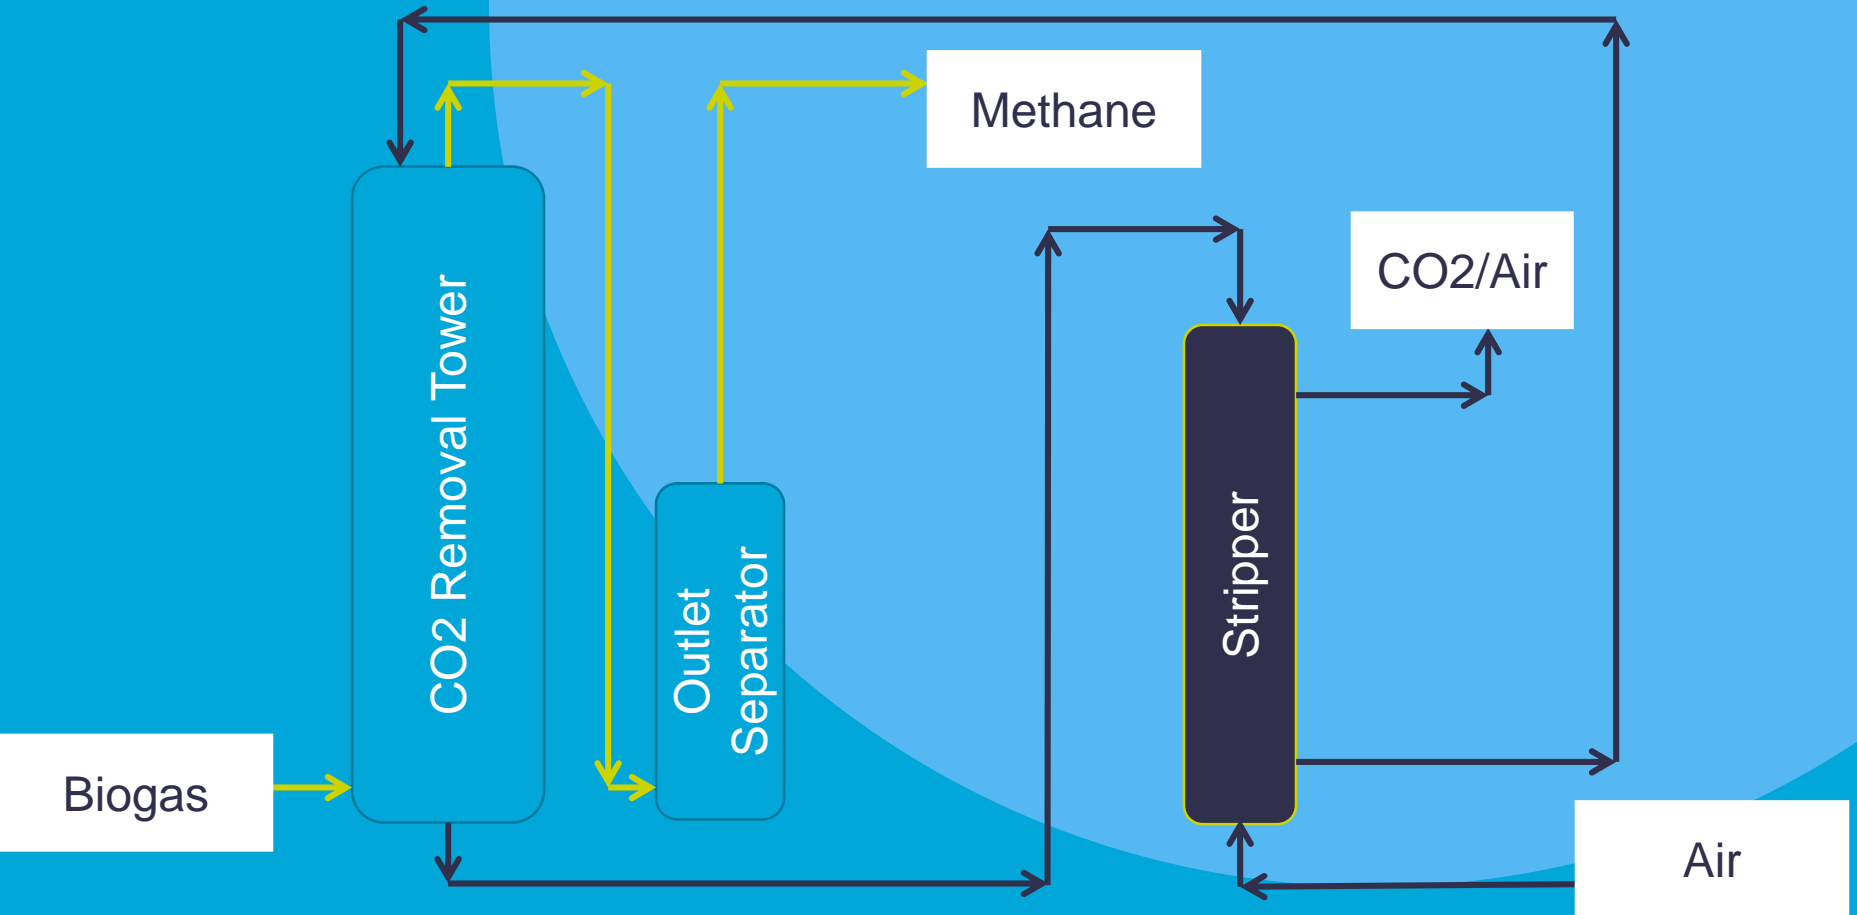 Methane
CO2/Air
CO2 Removal Tower
Outlet
Separator
Stripper
Biogas
Air